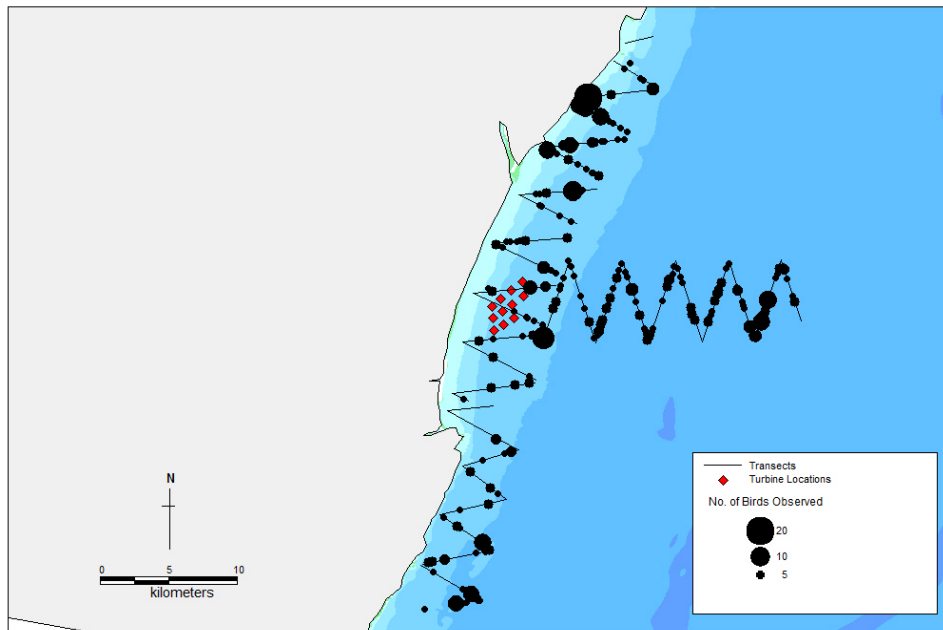 N
0 5 10
kilometers
Transects
Turbine Locations
No. of Birds Observed
20
10
5